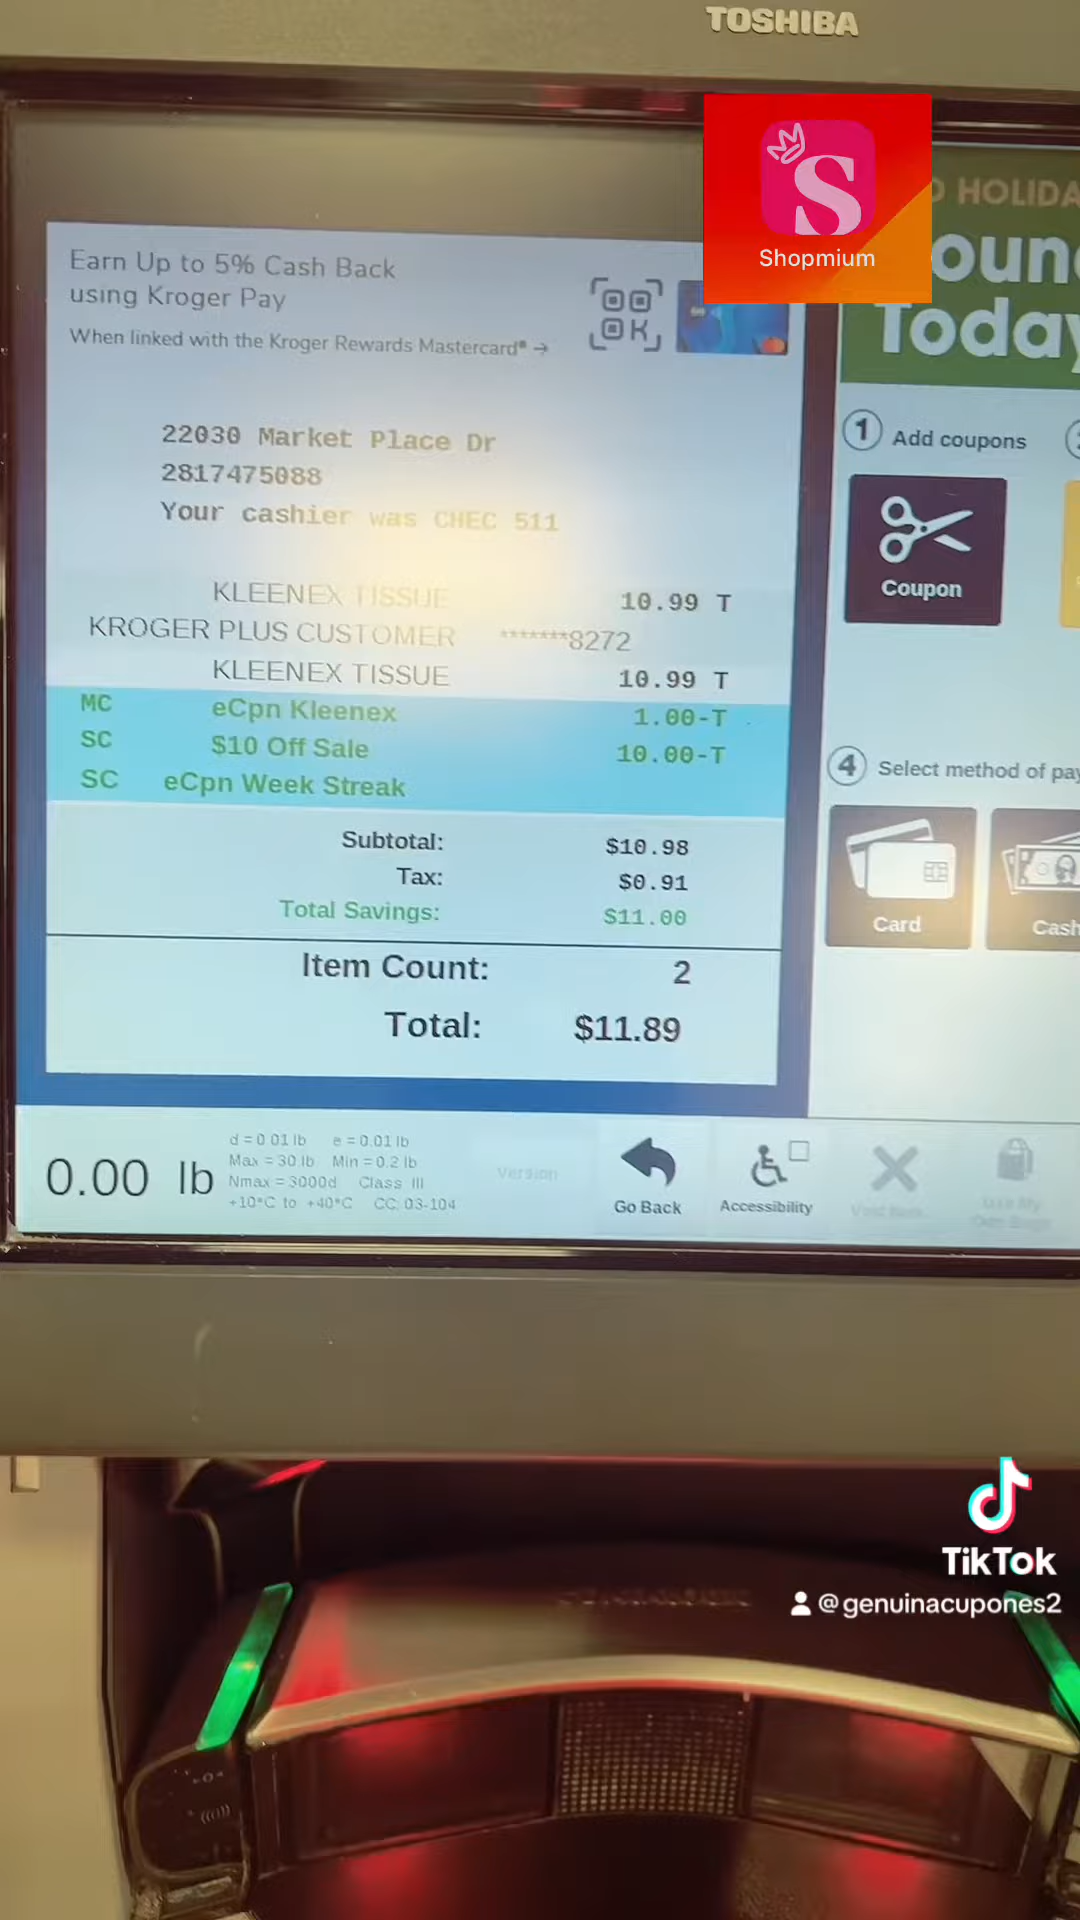 TOSHIBA
Shopmium
HOLIDA
Earn Up to 5% Cash Back
using Kroger Pay
When linked with the Kroger Rewards Mastercard® →
oun
Today
22030 Market Place Dr
2817475088
Your cashier was CHEC 511
KLEENEX TISSUE 10.99 T
KROGER PLUS CUSTOMER *******8272
KLEENEX TISSUE 10.99 T
MC eCpn Kleenex 1.00-T
SC $10 Off Sale 10.00-T
SC eCpn Week Streak
Subtotal: $10.98
Tax: $0.91
Total Savings: $11.00
Item Count: 2
Total: $11.89
1 Add coupons
Coupon
4 Select method of pay
Card
Cash
0.00 lb
d = 0.01 lb e = 0.01 lb
Max = 30 lb Min = 0.2 lb
Nmax = 3000d Class III
+10°C to +40°C CC: 03-104
Version
Go Back
Accessibility
Use My
Own Bags
TikTok
@genuinacupones2